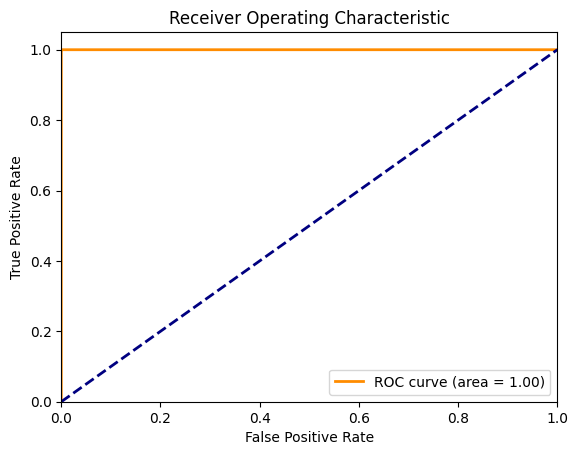 Receiver Operating Characteristic
True Positive Rate
1.0
0.8
0.6
0.4
0.2
0.0
ROC curve (area = 1.00)
0.0 0.2 0.4 0.6 0.8 1.0
False Positive Rate